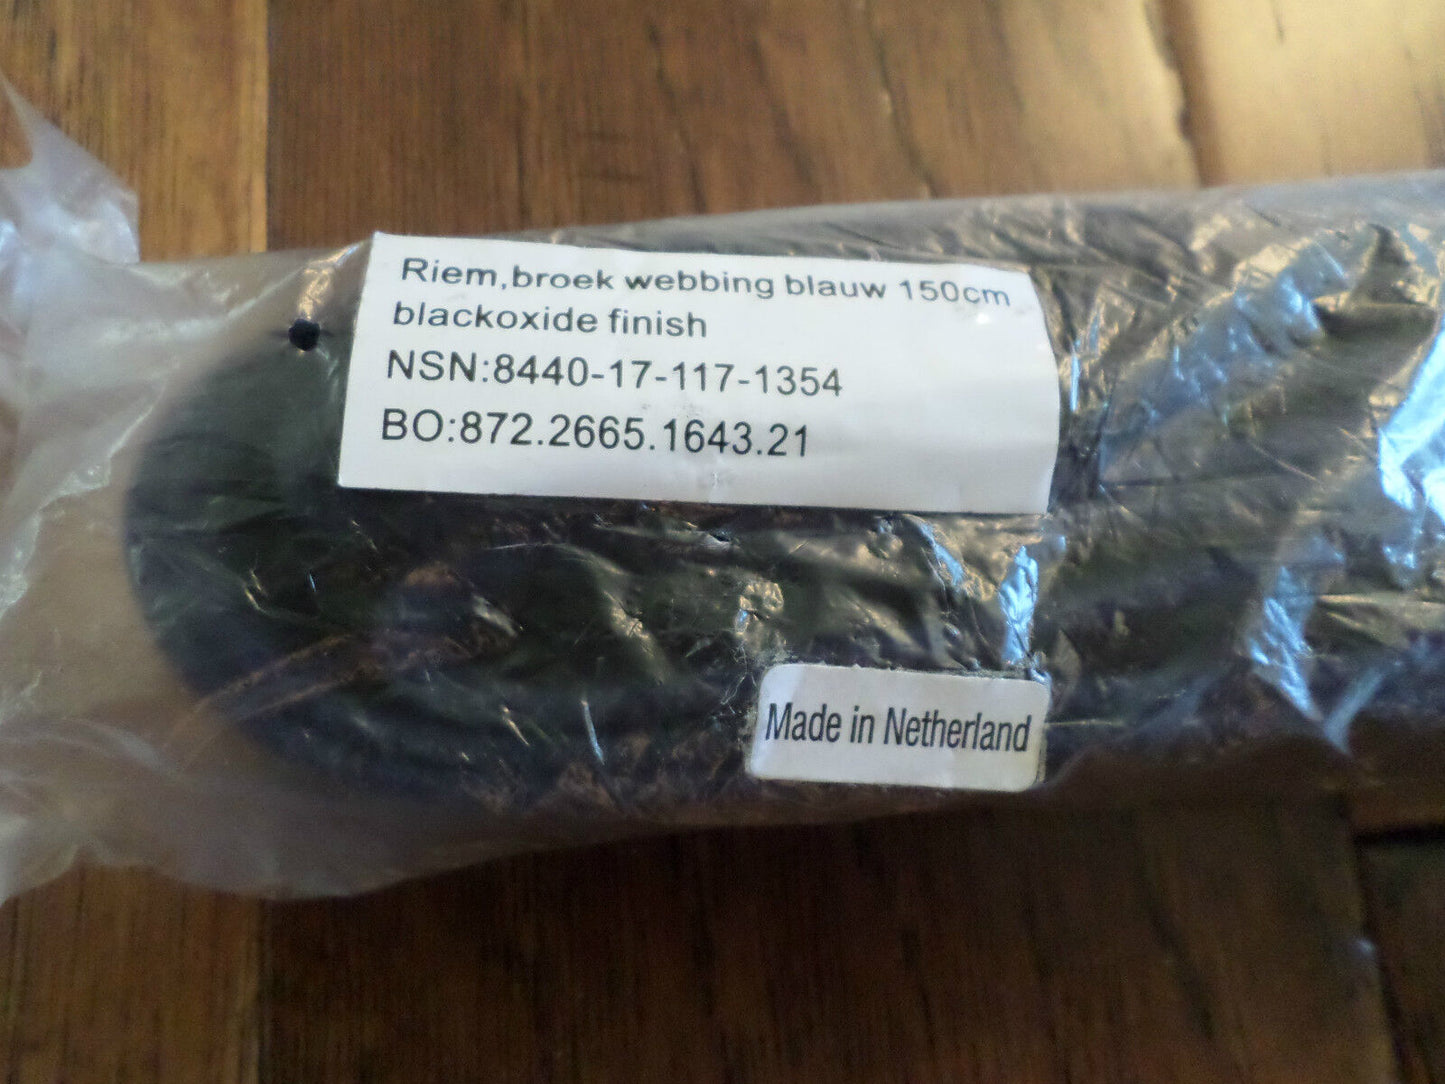 Riem,broek webbing blauw 150cm
blackoxide finish
NSN:8440-17-117-1354
BO:872.2665.1643.21
Made in Netherland